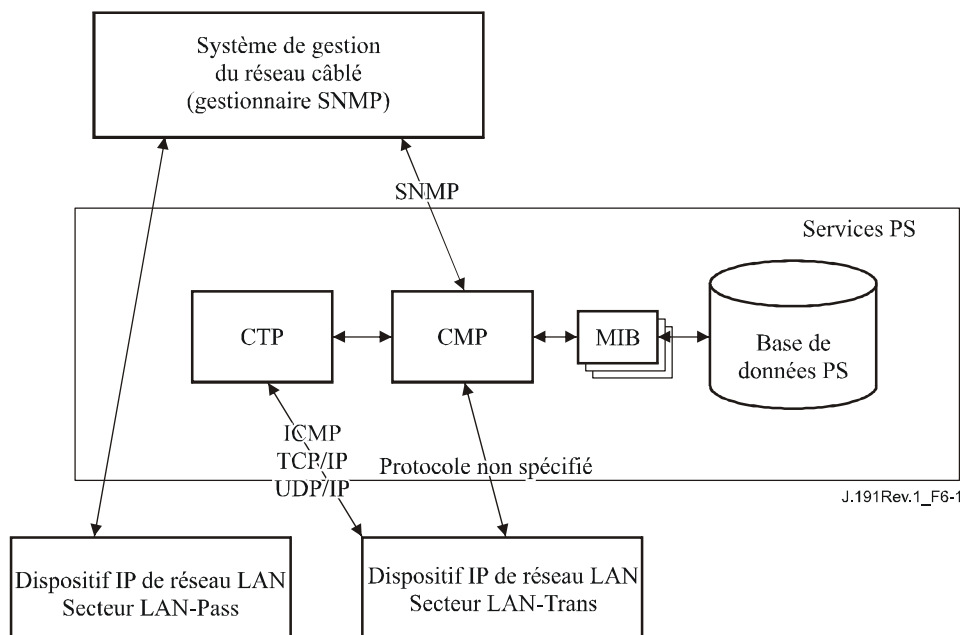 Système de gestion
du réseau câblé
(gestionnaire SNMP)
SNMP
Services PS
CTP
CMP
MIB
Base de
données PS
ICMP
TCP/IP
UDP/IP
Protocole non spécifié
J.191Rev.1_F6-1
Dispositif IP de réseau LAN
Secteur LAN-Pass
Dispositif IP de réseau LAN
Secteur LAN-Trans